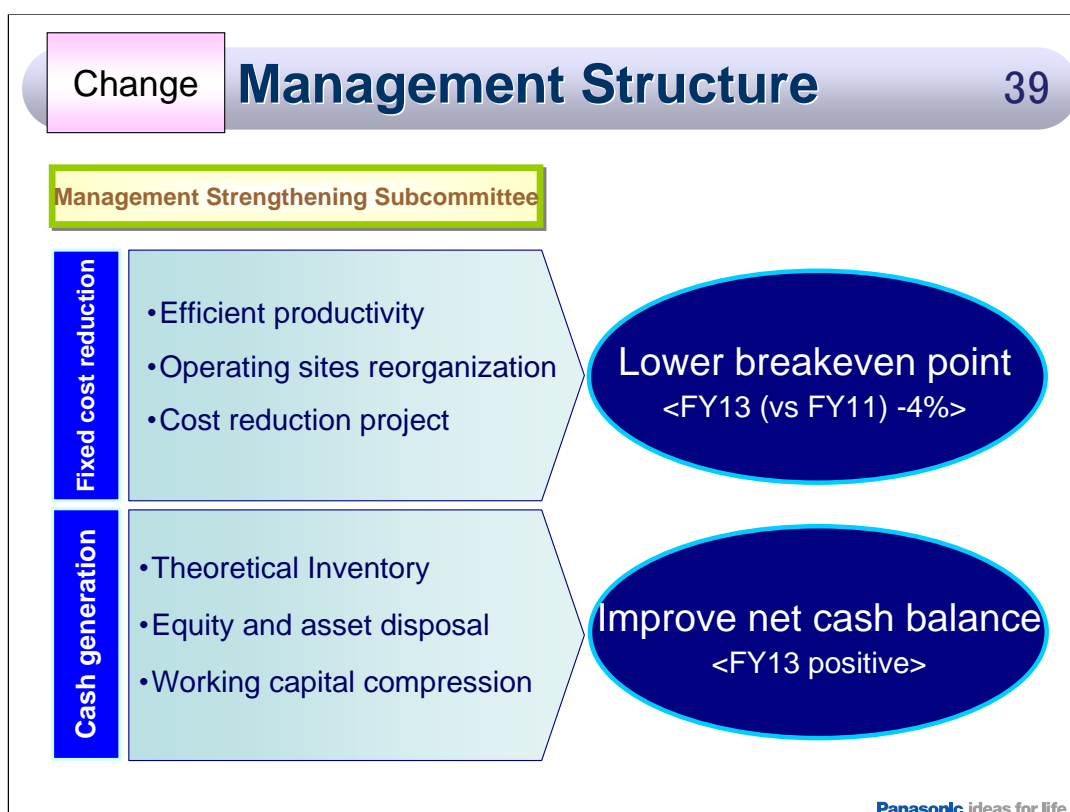 Change
Management Structure
39
Management Strengthening Subcommittee
Fixed cost reduction
•Efficient productivity
•Operating sites reorganization
•Cost reduction project
Lower breakeven point
<FY13 (vs FY11) -4%>
Cash generation
•Theoretical Inventory
•Equity and asset disposal
•Working capital compression
Improve net cash balance
<FY13 positive>
Panasonic ideas for life